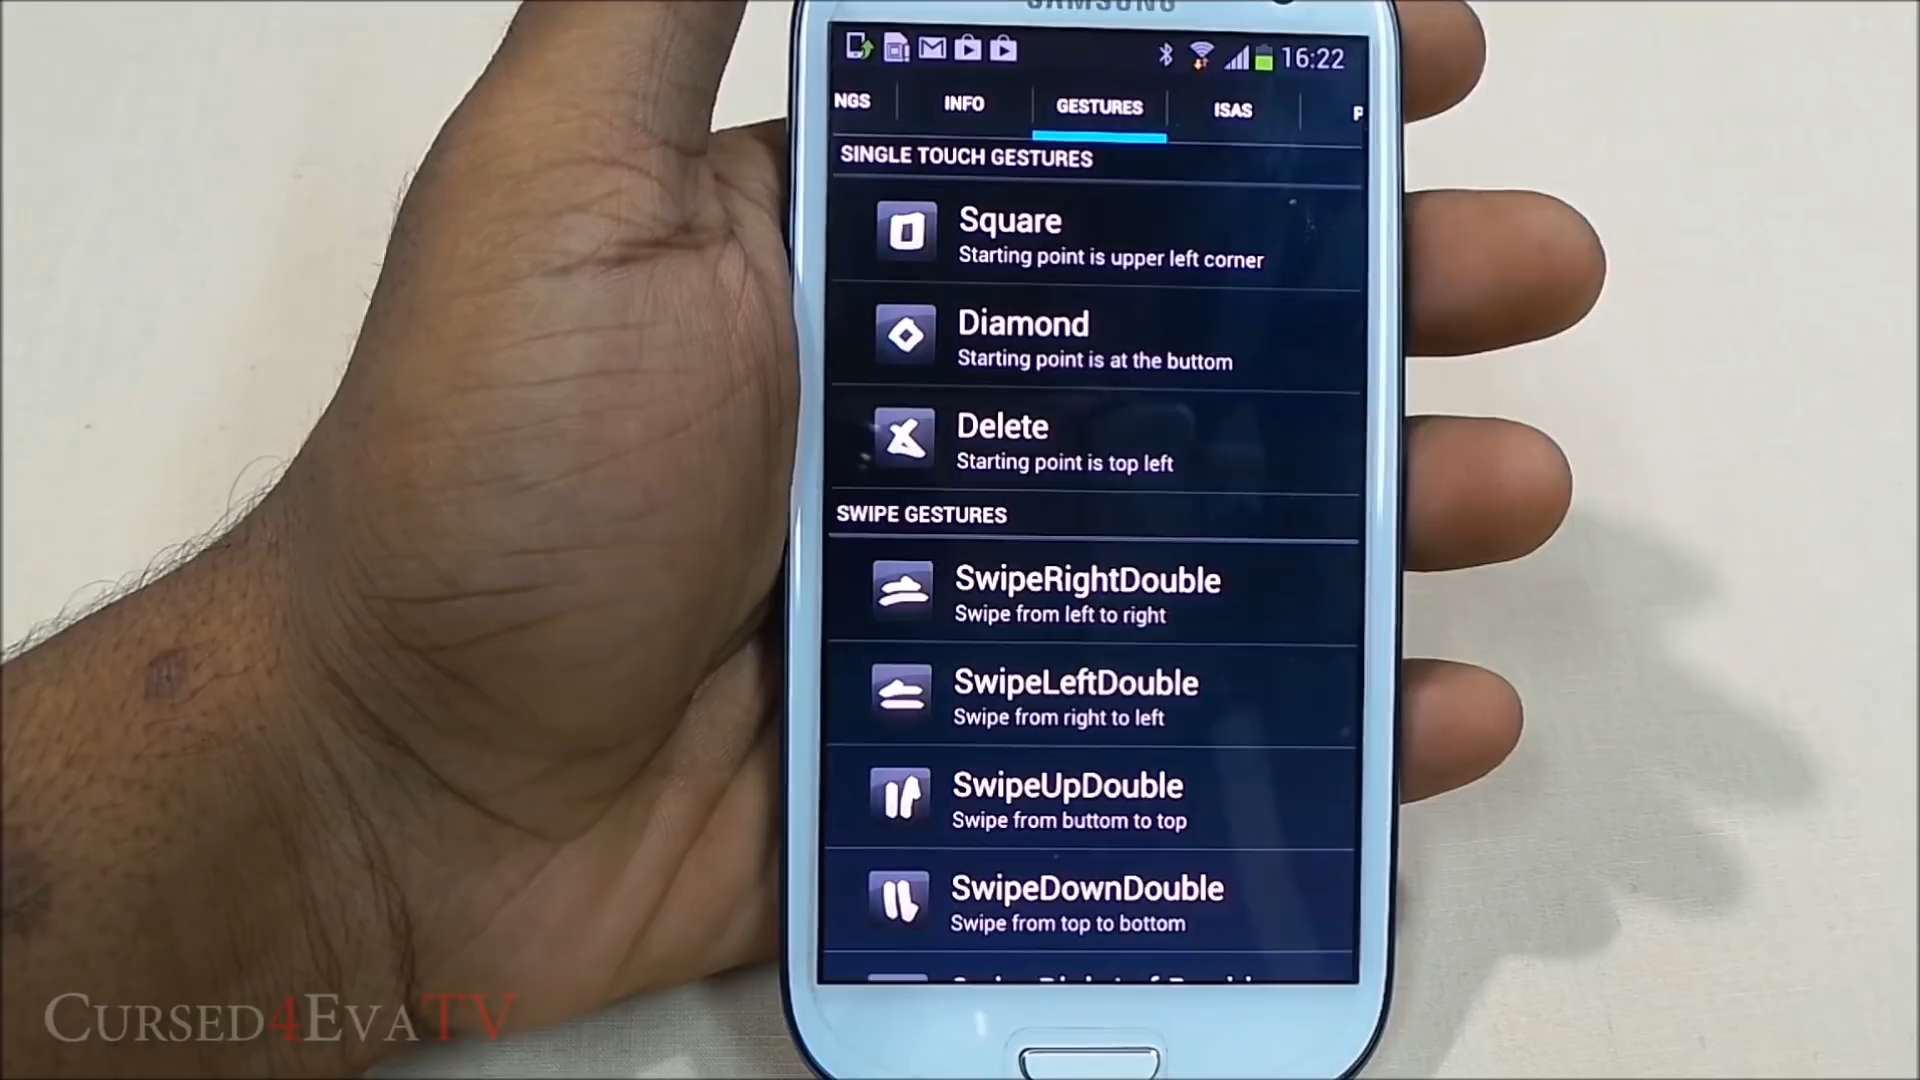 SAMSUNG
16:22
NGS INFO GESTURES ISAS P
SINGLE TOUCH GESTURES
Square
Starting point is upper left corner
Diamond
Starting point is at the buttom
Delete
Starting point is top left
SWIPE GESTURES
SwipeRightDouble
Swipe from left to right
SwipeLeftDouble
Swipe from right to left
SwipeUpDouble
Swipe from buttom to top
SwipeDownDouble
Swipe from top to bottom
CURSED4EVATV